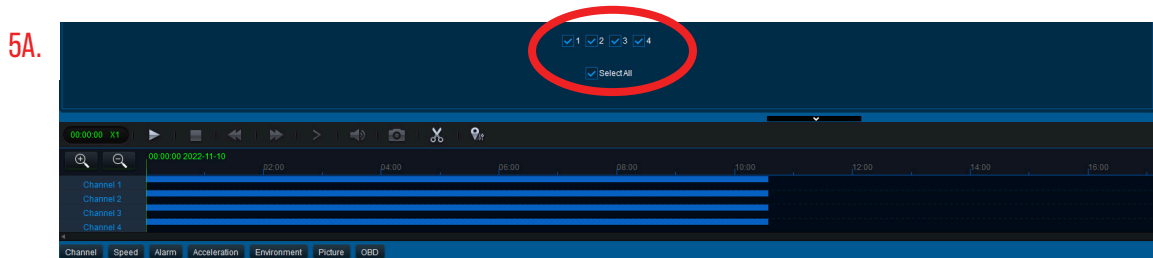 5A.
1 2 3 4
Select All
00:00:00 X1
00:00:00 2022-11-10
02:00 04:00 06:00 08:00 10:00 12:00 14:00 16:00
Channel 1
Channel 2
Channel 3
Channel 4
Channel Speed Alarm Acceleration Environment Picture OBD